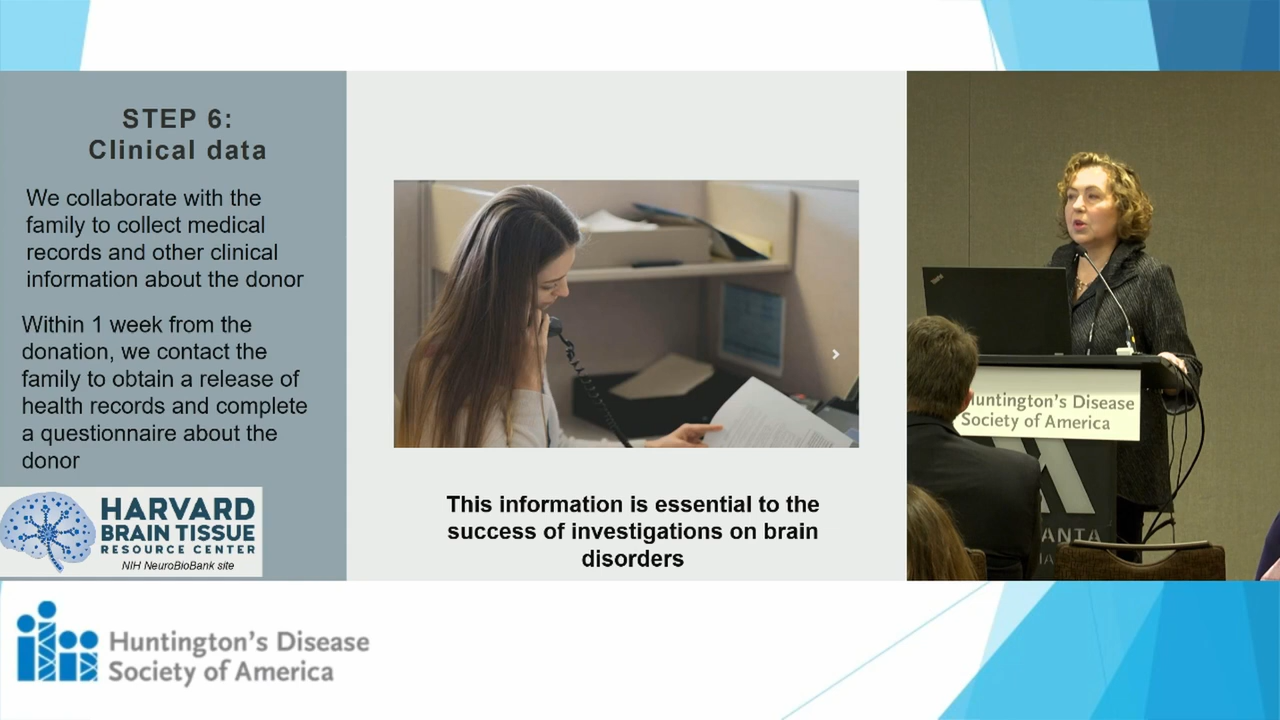 STEP 6:
Clinical data
We collaborate with the
family to collect medical
records and other clinical
information about the donor
Within 1 week from the
donation, we contact the
family to obtain a release of
health records and complete
a questionnaire about the
donor
HARVARD
BRAIN TISSUE
RESOURCE CENTER
NIH NeuroBioBank site
This information is essential to the
success of investigations on brain
disorders
Huntington's Disease
Society of America
Huntington's Disease
Society of America